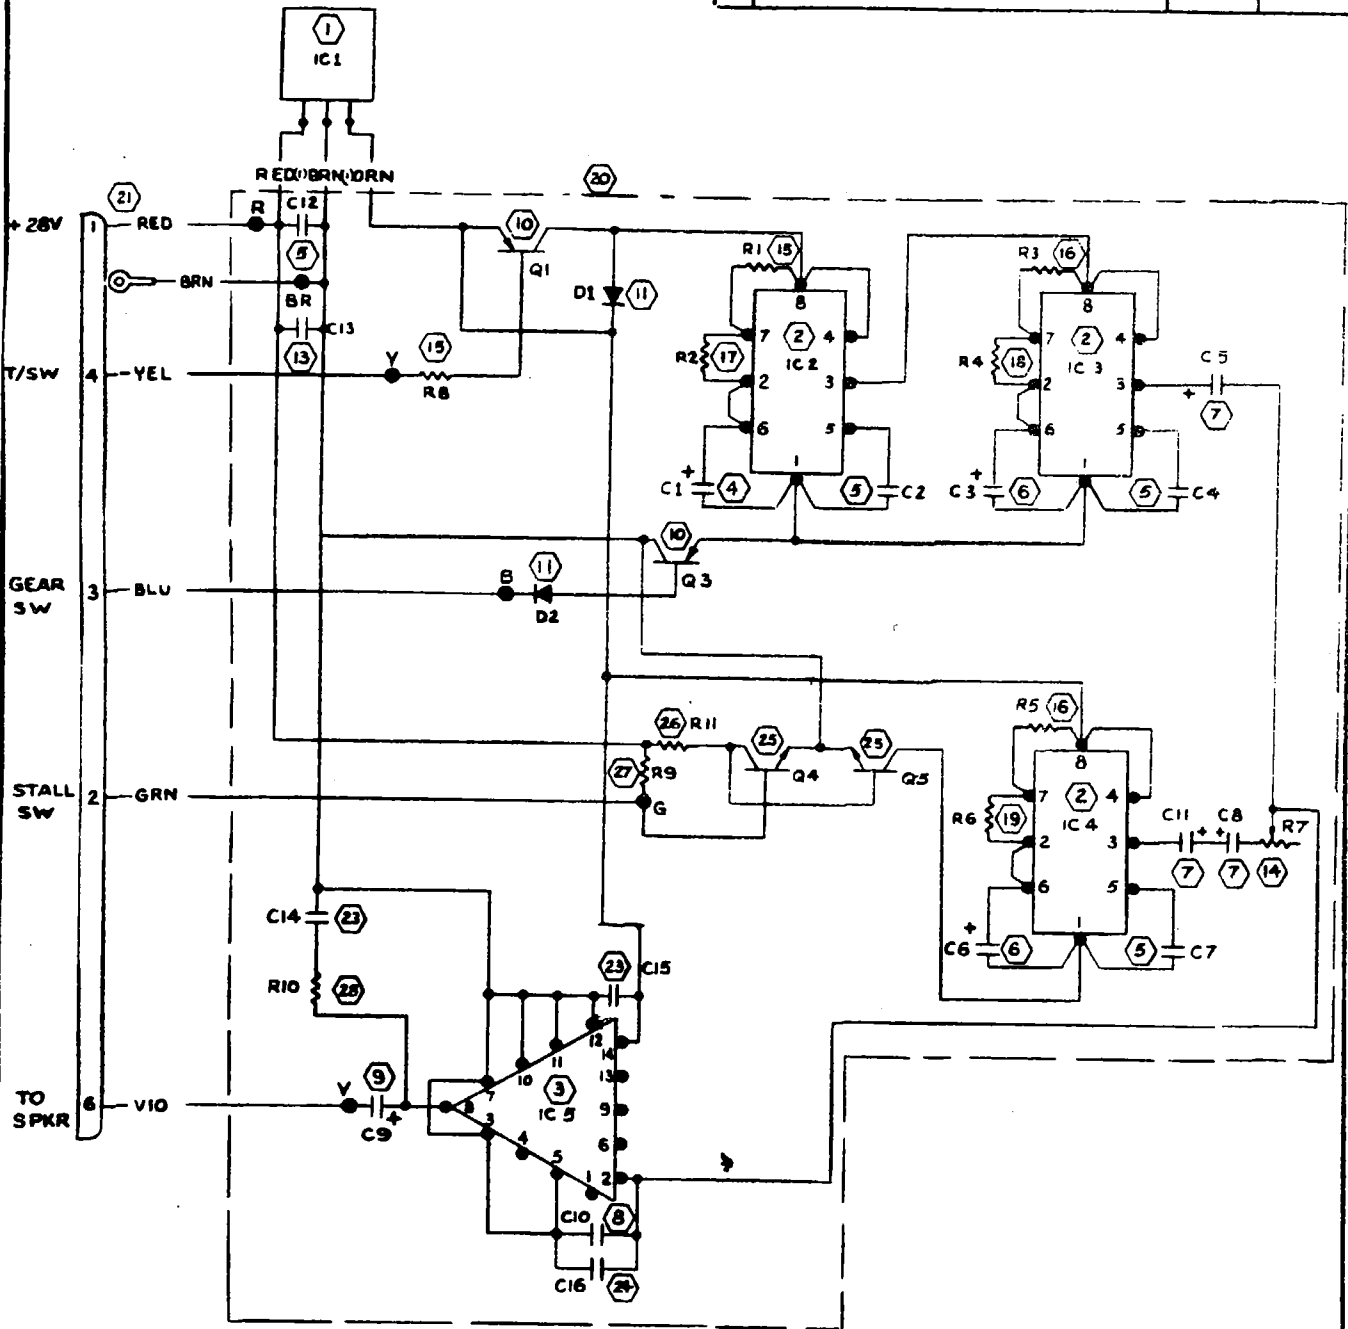 1
IC1
RED(1)BRN(1)ORN
20
21
+28V 1 RED R C12
10
5
Q1
BRN
BR
C13
13
D1 11
R1 15
8
7 2 4
R2 17 IC2
2 3
6 5
1
C1 + 4
5 C2
R3 16
8
7 2 4
R4 18 IC3
2 3
6 5
1
C3 + 6
5 C4
C5
+
7
T/SW 4 -YEL Y 15
R8
10
Q3
GEAR
SW
3 BLU B 11
D2
R5 16
8
26 R11
25 25
Q4 Q5
27 R9
STALL
SW
2 GRN G
7 2 4
R6 19 IC4
2 3
6 5
1
C11 C8 R7
+ +
7 7 14
C6 + 6
5 C7
C14 23
R10 28
23 C15
12
14
11
10
13
7
3
IC5
9
8
3
6
4
5
2
1
TO
SPKR
6 VIO V 9
C9 +
C10 8
C16 24